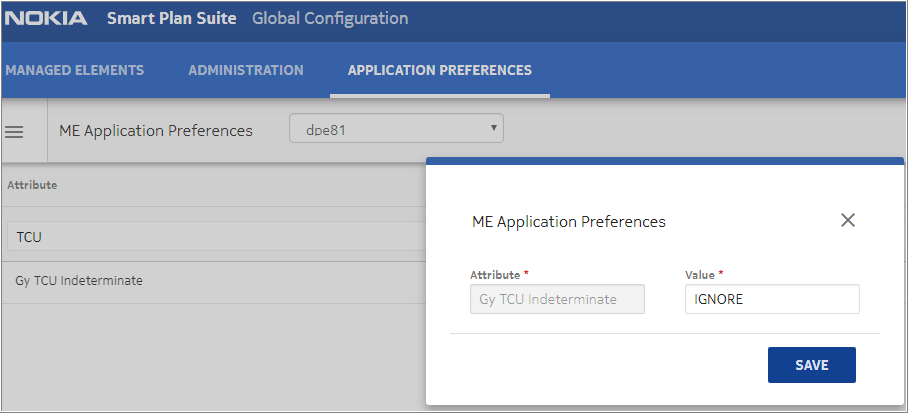 NOKIA Smart Plan Suite Global Configuration
MANAGED ELEMENTS ADMINISTRATION APPLICATION PREFERENCES
ME Application Preferences dpe81
Attribute
TCU
Gy TCU Indeterminate
ME Application Preferences
Attribute * Value *
Gy TCU Indeterminate IGNORE
SAVE